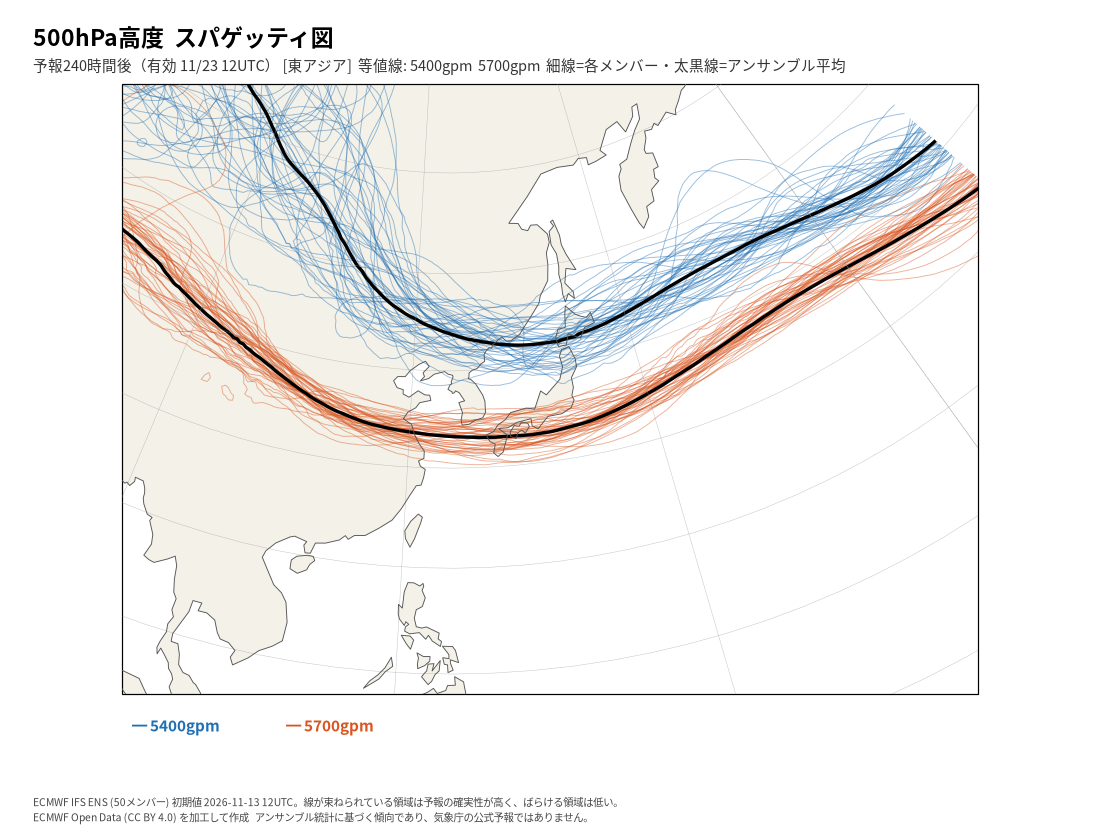 500hPa高度 スパゲッティ図
予報240時間後（有効 11/23 12UTC） [東アジア] 等値線: 5400gpm 5700gpm 細線=各メンバー・太黒線=アンサンブル平均
5400gpm
5700gpm
ECMWF IFS ENS (50メンバー) 初期値 2026-11-13 12UTC。線が束ねられている領域は予報の確実性が高く、ばらける領域は低い。
ECMWF Open Data (CC BY 4.0) を加工して作成 アンサンブル統計に基づく傾向であり、気象庁の公式予報ではありません。